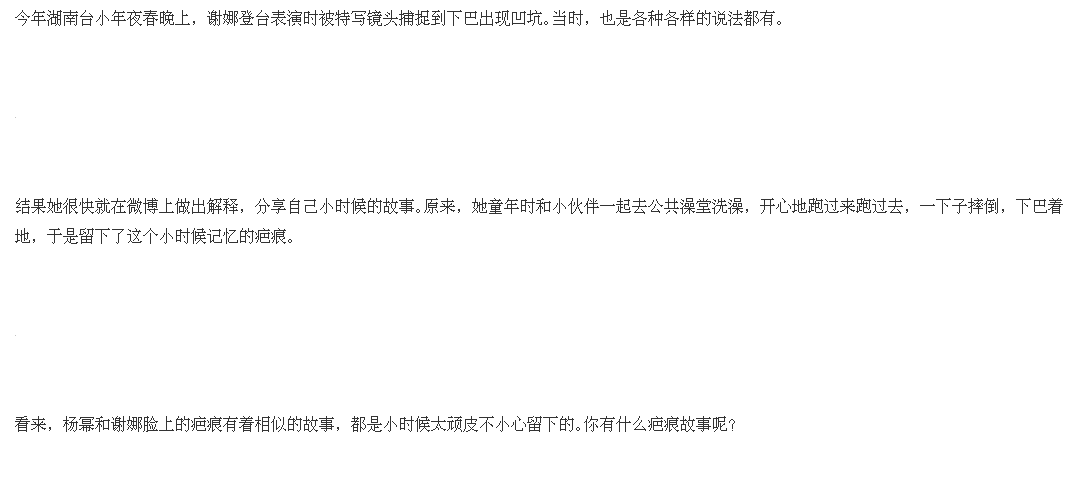 今年湖南台小年夜春晚上，谢娜登台表演时被特写镜头捕捉到下巴出现凹坑。当时，也是各种各样的说法都有。
结果她很快就在微博上做出解释，分享自己小时候的故事。原来，她童年时和小伙伴一起去公共澡堂洗澡，开心地跑过来跑过去，一下子摔倒，下巴着
地，于是留下了这个小时候记忆的疤痕。
看来，杨幂和谢娜脸上的疤痕有着相似的故事，都是小时候太顽皮不小心留下的。你有什么疤痕故事呢？